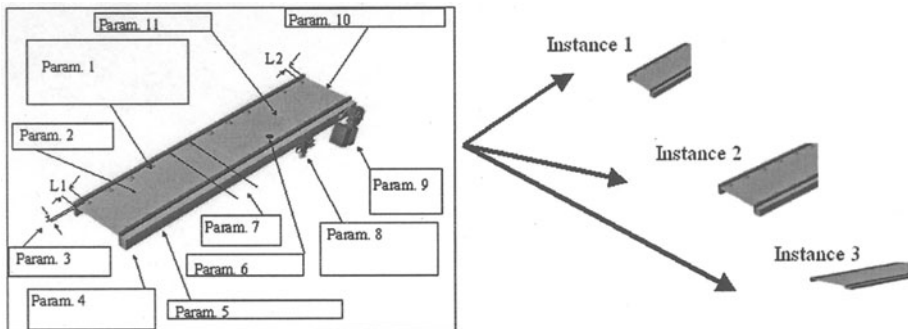 Param. 11
Param. 10
Param. 1
L2
Param. 2
L1
Param. 9
Param. 7
Param. 8
Param. 3
Param. 6
Param. 4
Param. 5
Instance 1
Instance 2
Instance 3